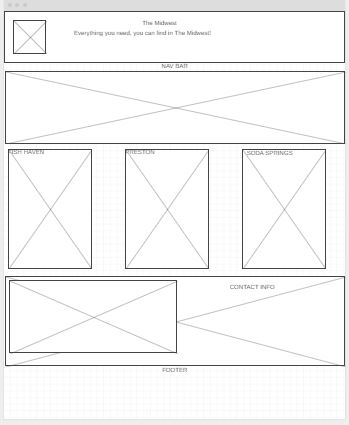 The Midwest
Everything you need, you can find in The Midwest!
NAV BAR
FISH HAVEN
PRESTON
SODA SPRINGS
CONTACT INFO
FOOTER